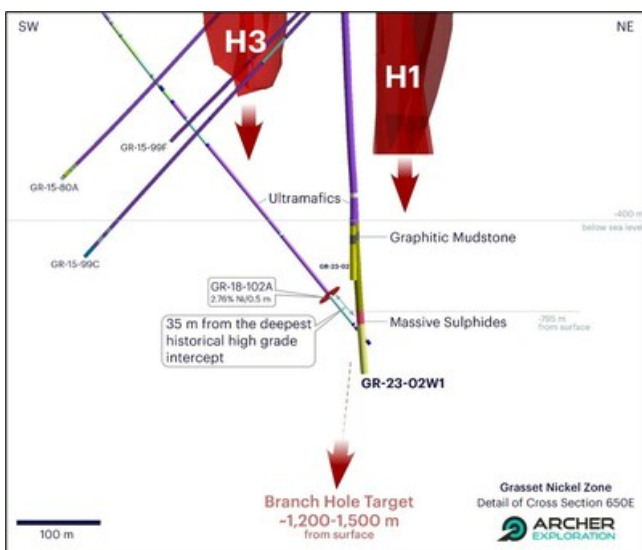 SW
NE
H3
H1
GR-15-99F
GR-15-80A
Ultramafics
-400 m
below sea level
Graphitic Mudstone
GR-15-99C
GR-23-02
GR-18-102A
2.76% Ni/0.5 m
35 m from the deepest
historical high grade
intercept
Massive Sulphides
-785 m
from surface
GR-23-02W1
Branch Hole Target
~1,200-1,500 m
from surface
100 m
Grasset Nickel Zone
Detail of Cross Section 650E
ARCHER
EXPLORATION